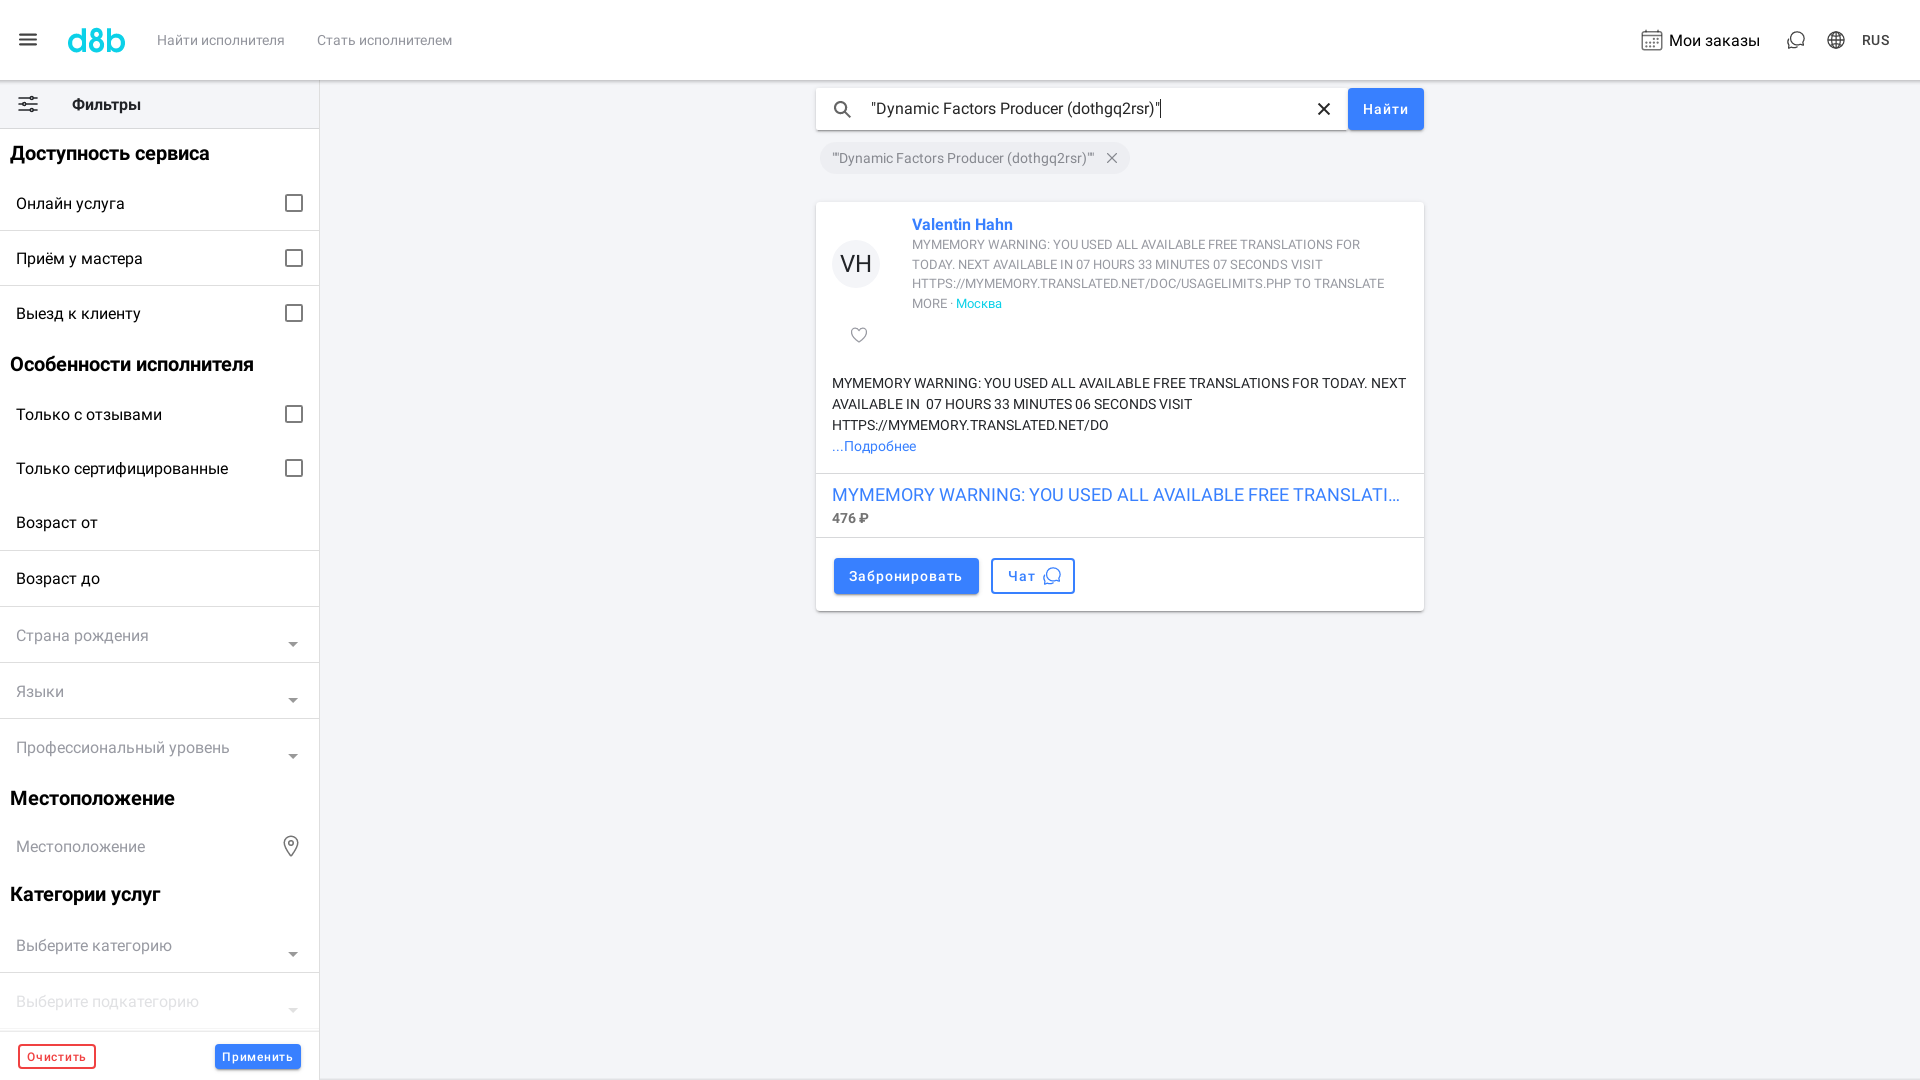 d8b
Найти исполнителя
Стать исполнителем
Мои заказы
RUS
Фильтры
Доступность сервиса
Онлайн услуга
Приём у мастера
Выезд к клиенту
Особенности исполнителя
Только с отзывами
Только сертифицированные
Возраст от
Возраст до
Страна рождения
Языки
Профессиональный уровень
Местоположение
Местоположение
Категории услуг
Выберите категорию
Выберите подкатегорию
Очистить
Применить
"Dynamic Factors Producer (dothgq2rsr)"
Найти
""Dynamic Factors Producer (dothgq2rsr)""
VH
Valentin Hahn
MYMEMORY WARNING: YOU USED ALL AVAILABLE FREE TRANSLATIONS FOR
TODAY. NEXT AVAILABLE IN 07 HOURS 33 MINUTES 07 SECONDS VISIT
HTTPS://MYMEMORY.TRANSLATED.NET/DOC/USAGELIMITS.PHP TO TRANSLATE
MORE · Москва
MYMEMORY WARNING: YOU USED ALL AVAILABLE FREE TRANSLATIONS FOR TODAY. NEXT
AVAILABLE IN  07 HOURS 33 MINUTES 06 SECONDS VISIT
HTTPS://MYMEMORY.TRANSLATED.NET/DO
...Подробнее
MYMEMORY WARNING: YOU USED ALL AVAILABLE FREE TRANSLATI...
476 ₽
Забронировать
Чат